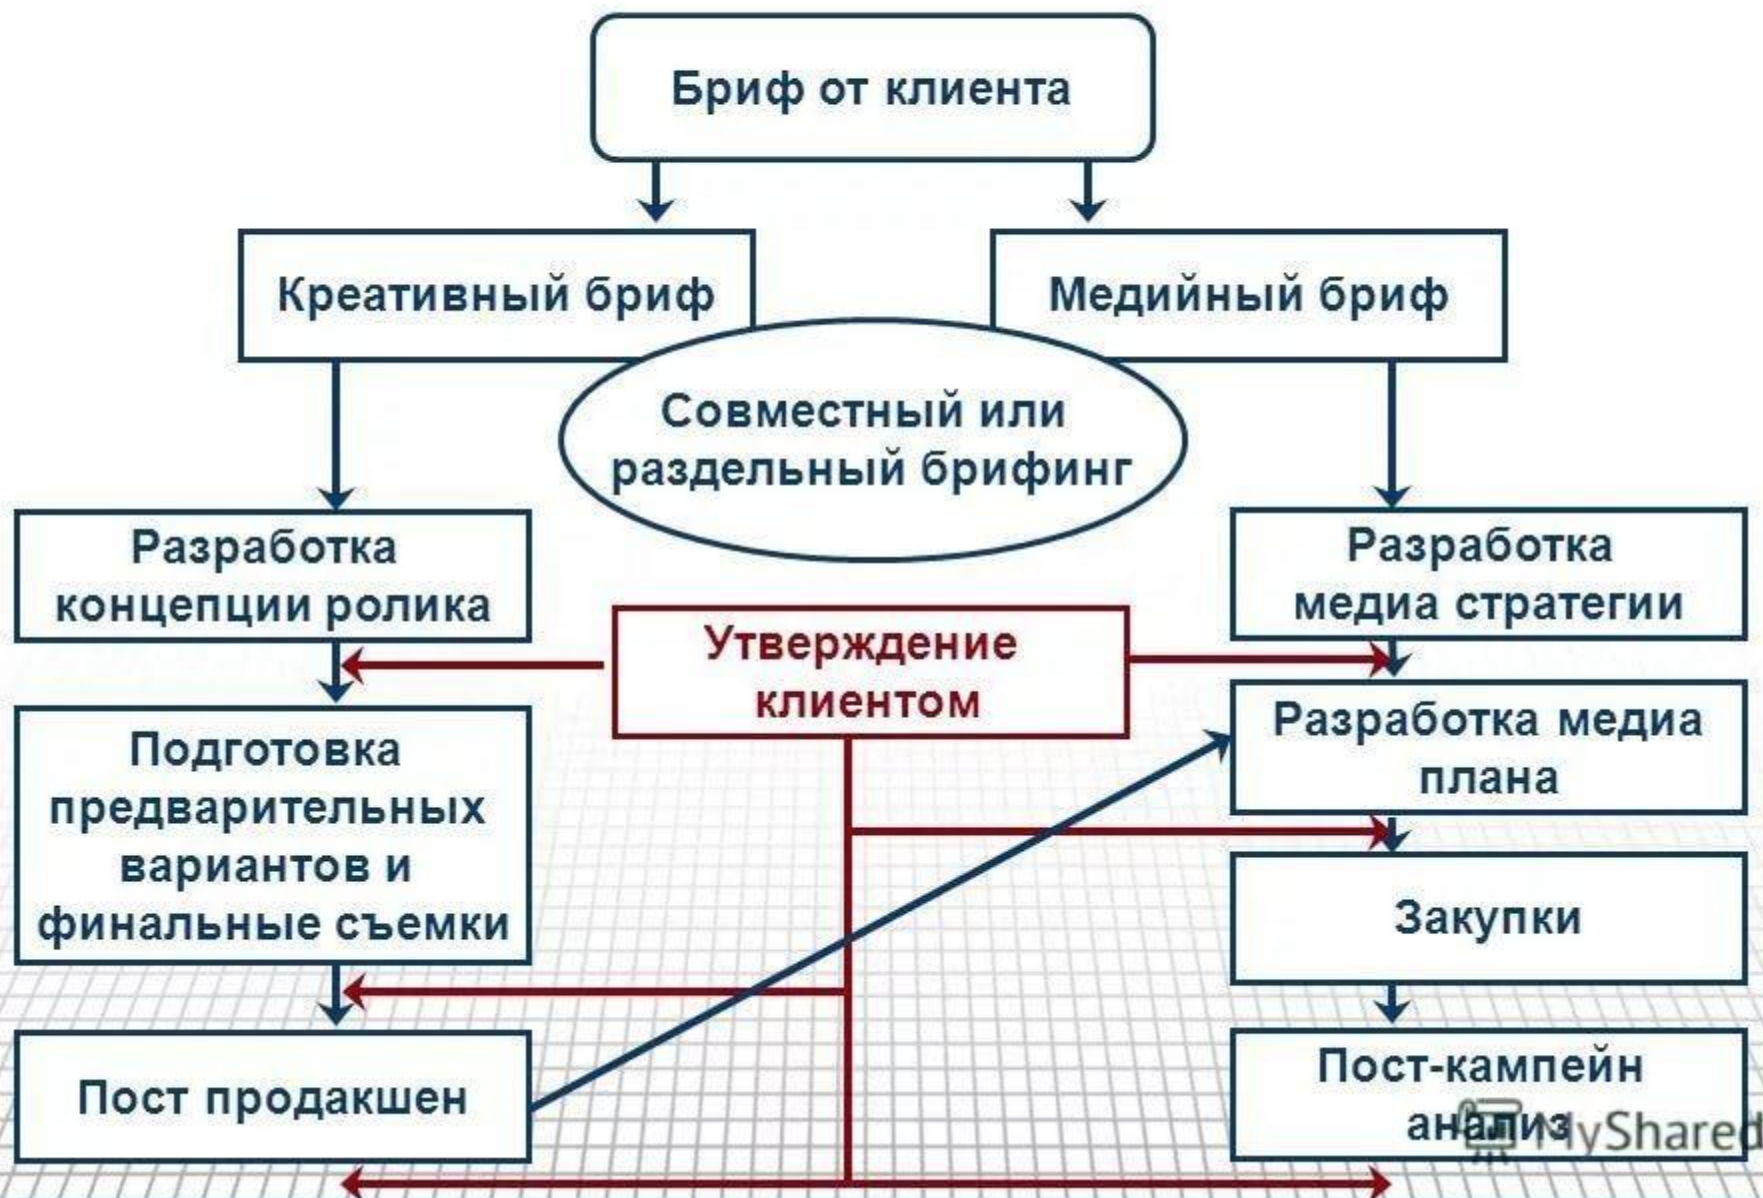 Бриф от клиента
Креативный бриф
Медийный бриф
Совместный или
раздельный брифинг
Разработка
концепции ролика
Разработка
медиа стратегии
Утверждение
клиентом
Подготовка
предварительных
вариантов и
финальные съемки
Разработка медиа
плана
Закупки
Пост продакшен
Пост-кампейн
анализ
MyShared